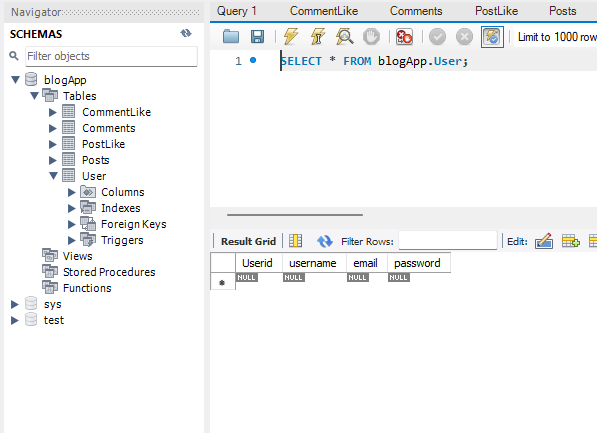 Navigator
SCHEMAS
Filter objects
blogApp
Tables
CommentLike
Comments
PostLike
Posts
User
Columns
Indexes
Foreign Keys
Triggers
Views
Stored Procedures
Functions
sys
test
Query 1 CommentLike Comments PostLike Posts
Limit to 1000 row
1 SELECT * FROM blogApp.User;
Result Grid Filter Rows: Edit:
Userid username email password
NULL NULL NULL NULL